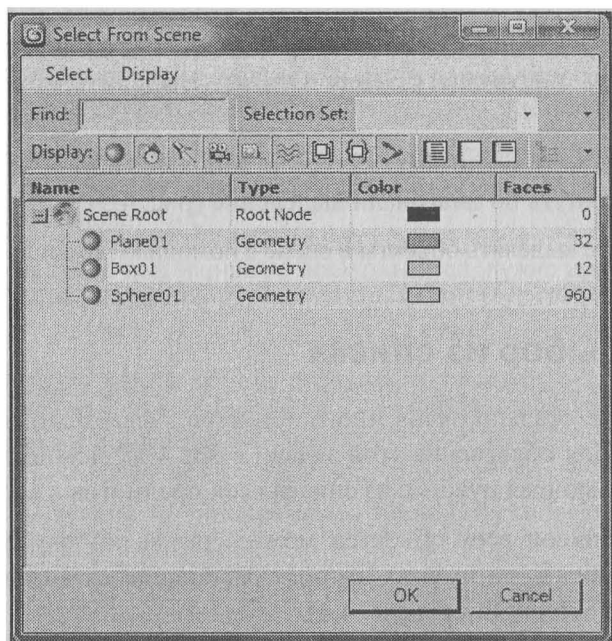 Select From Scene
Select Display
Find: Selection Set:
Display:
Name Type Color Faces
Scene Root Root Node 0
Plane01 Geometry 32
Box01 Geometry 12
Sphere01 Geometry 960
OK Cancel